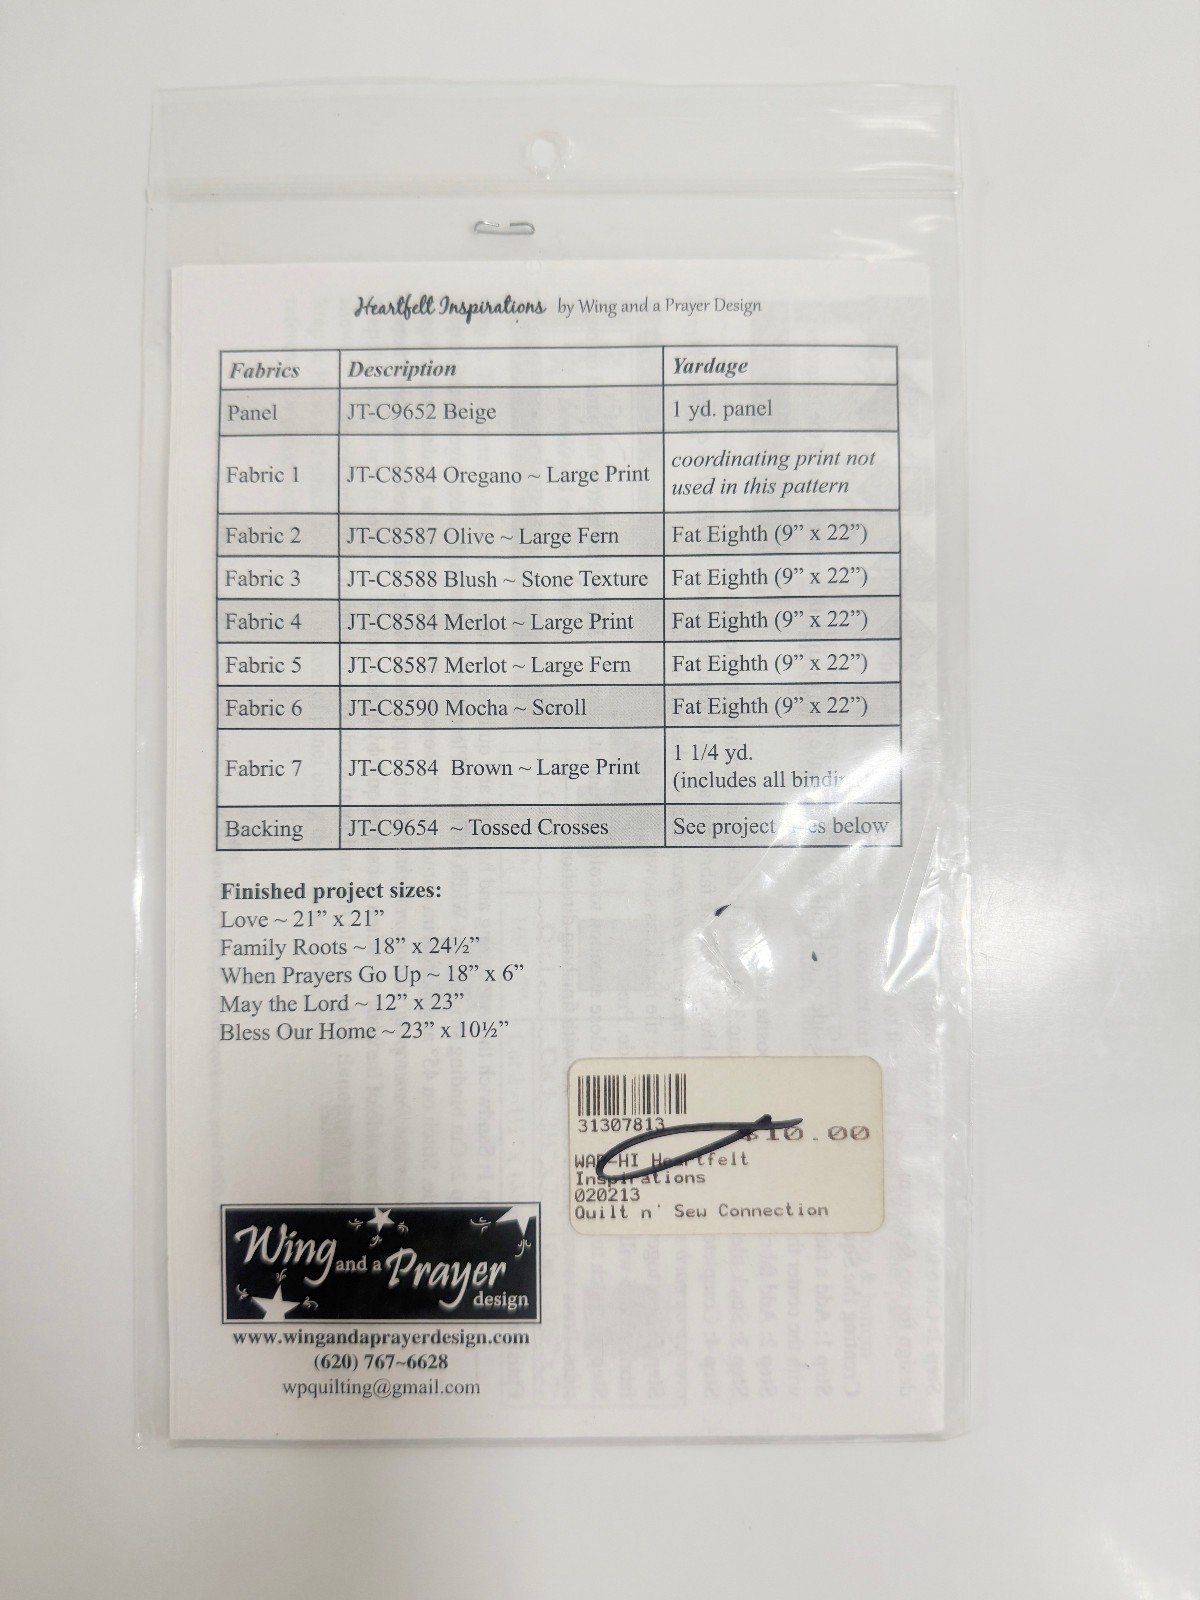 Heartfelt Inspirations by Wing and a Prayer Design
Fabrics Description Yardage
Panel JT-C9652 Beige 1 yd. panel
Fabric 1 JT-C8584 Oregano ~ Large Print coordinating print not
used in this pattern
Fabric 2 JT-C8587 Olive ~ Large Fern Fat Eighth (9” x 22”)
Fabric 3 JT-C8588 Blush ~ Stone Texture Fat Eighth (9” x 22”)
Fabric 4 JT-C8584 Merlot ~ Large Print Fat Eighth (9” x 22”)
Fabric 5 JT-C8587 Merlot ~ Large Fern Fat Eighth (9” x 22”)
Fabric 6 JT-C8590 Mocha ~ Scroll Fat Eighth (9” x 22”)
Fabric 7 JT-C8584 Brown ~ Large Print 1 1/4 yd.
(includes all
Backing JT-C9654 ~ Tossed Crosses See project below
Finished project sizes:
Love ~ 21” x 21”
Family Roots ~ 18” x 24½”
When Prayers Go Up ~ 18” x 6”
May the Lord ~ 12” x 23”
Bless Our Home ~ 23” x 10½”
31307813
$10.00
WAP-HI Heartfelt
Inspirations
020213
Quilt n' Sew Connection
Wing and a Prayer
design
www.wingandaprayerdesign.com
(620) 767~6628
wpquilting@gmail.com